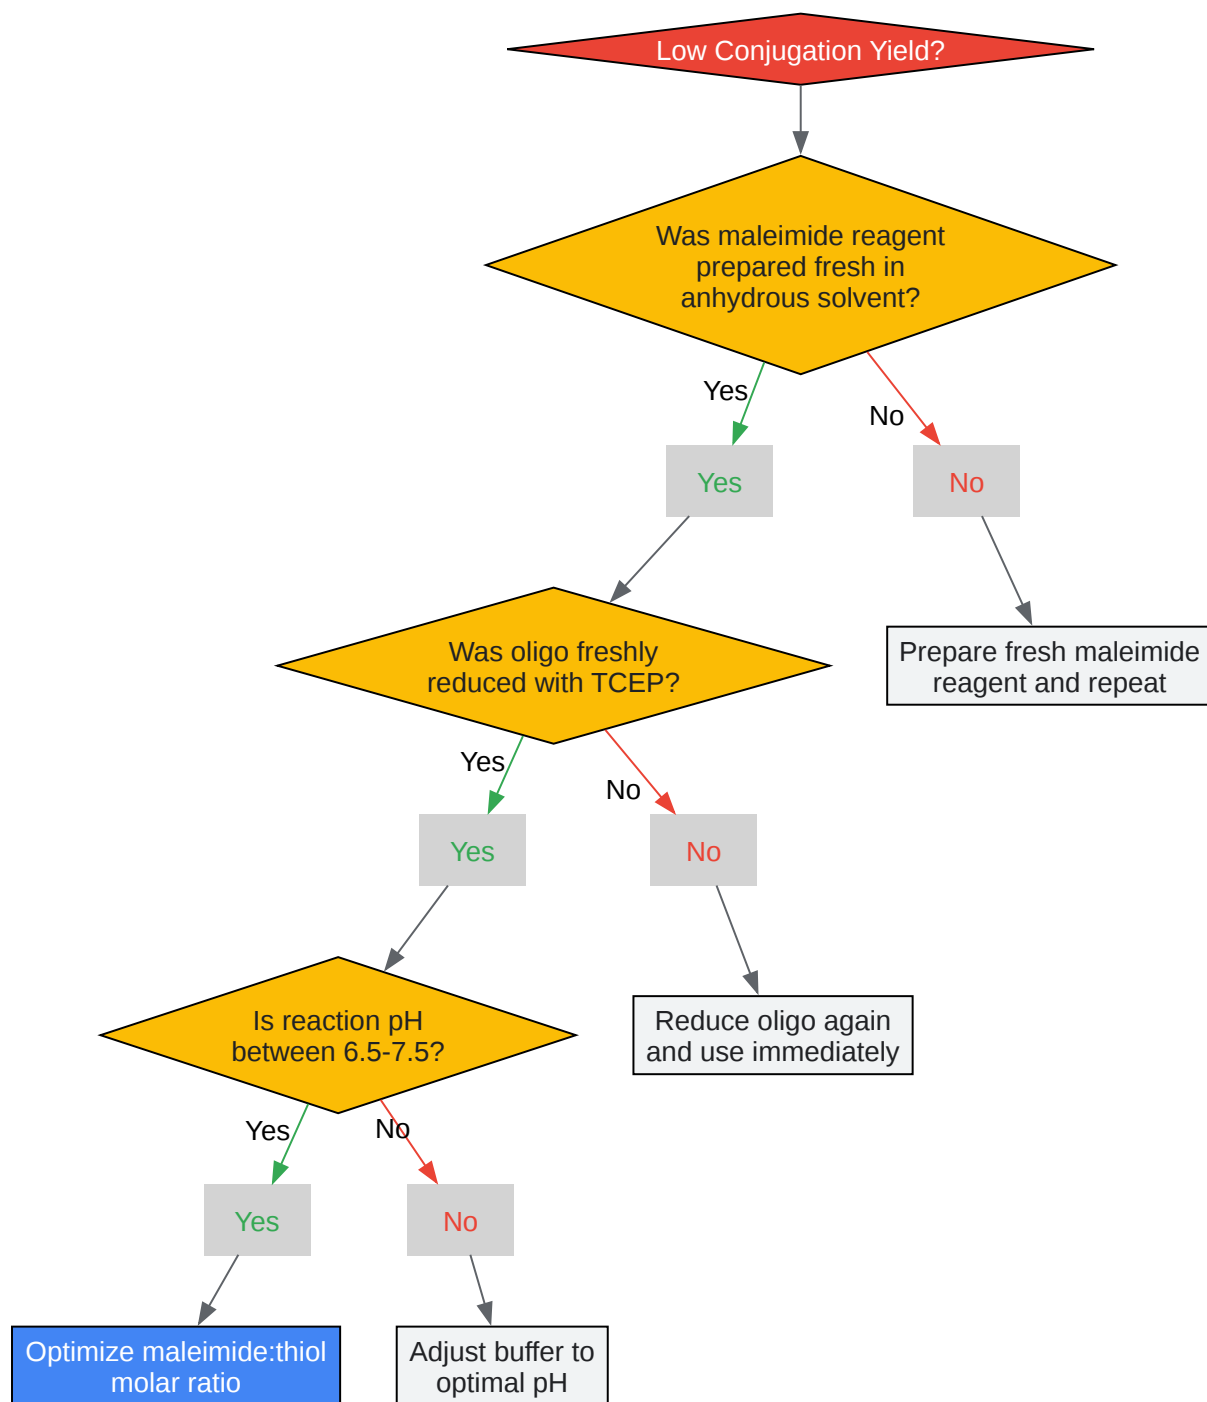 Low Conjugation Yield?
Was maleimide reagent
prepared fresh in
anhydrous solvent?
Yes
No
Yes
No
Was oligo freshly
reduced with TCEP?
Prepare fresh maleimide
reagent and repeat
Yes
No
Yes
No
Is reaction pH
between 6.5-7.5?
Reduce oligo again
and use immediately
Yes
No
Yes
No
Optimize maleimide:thiol
molar ratio
Adjust buffer to
optimal pH